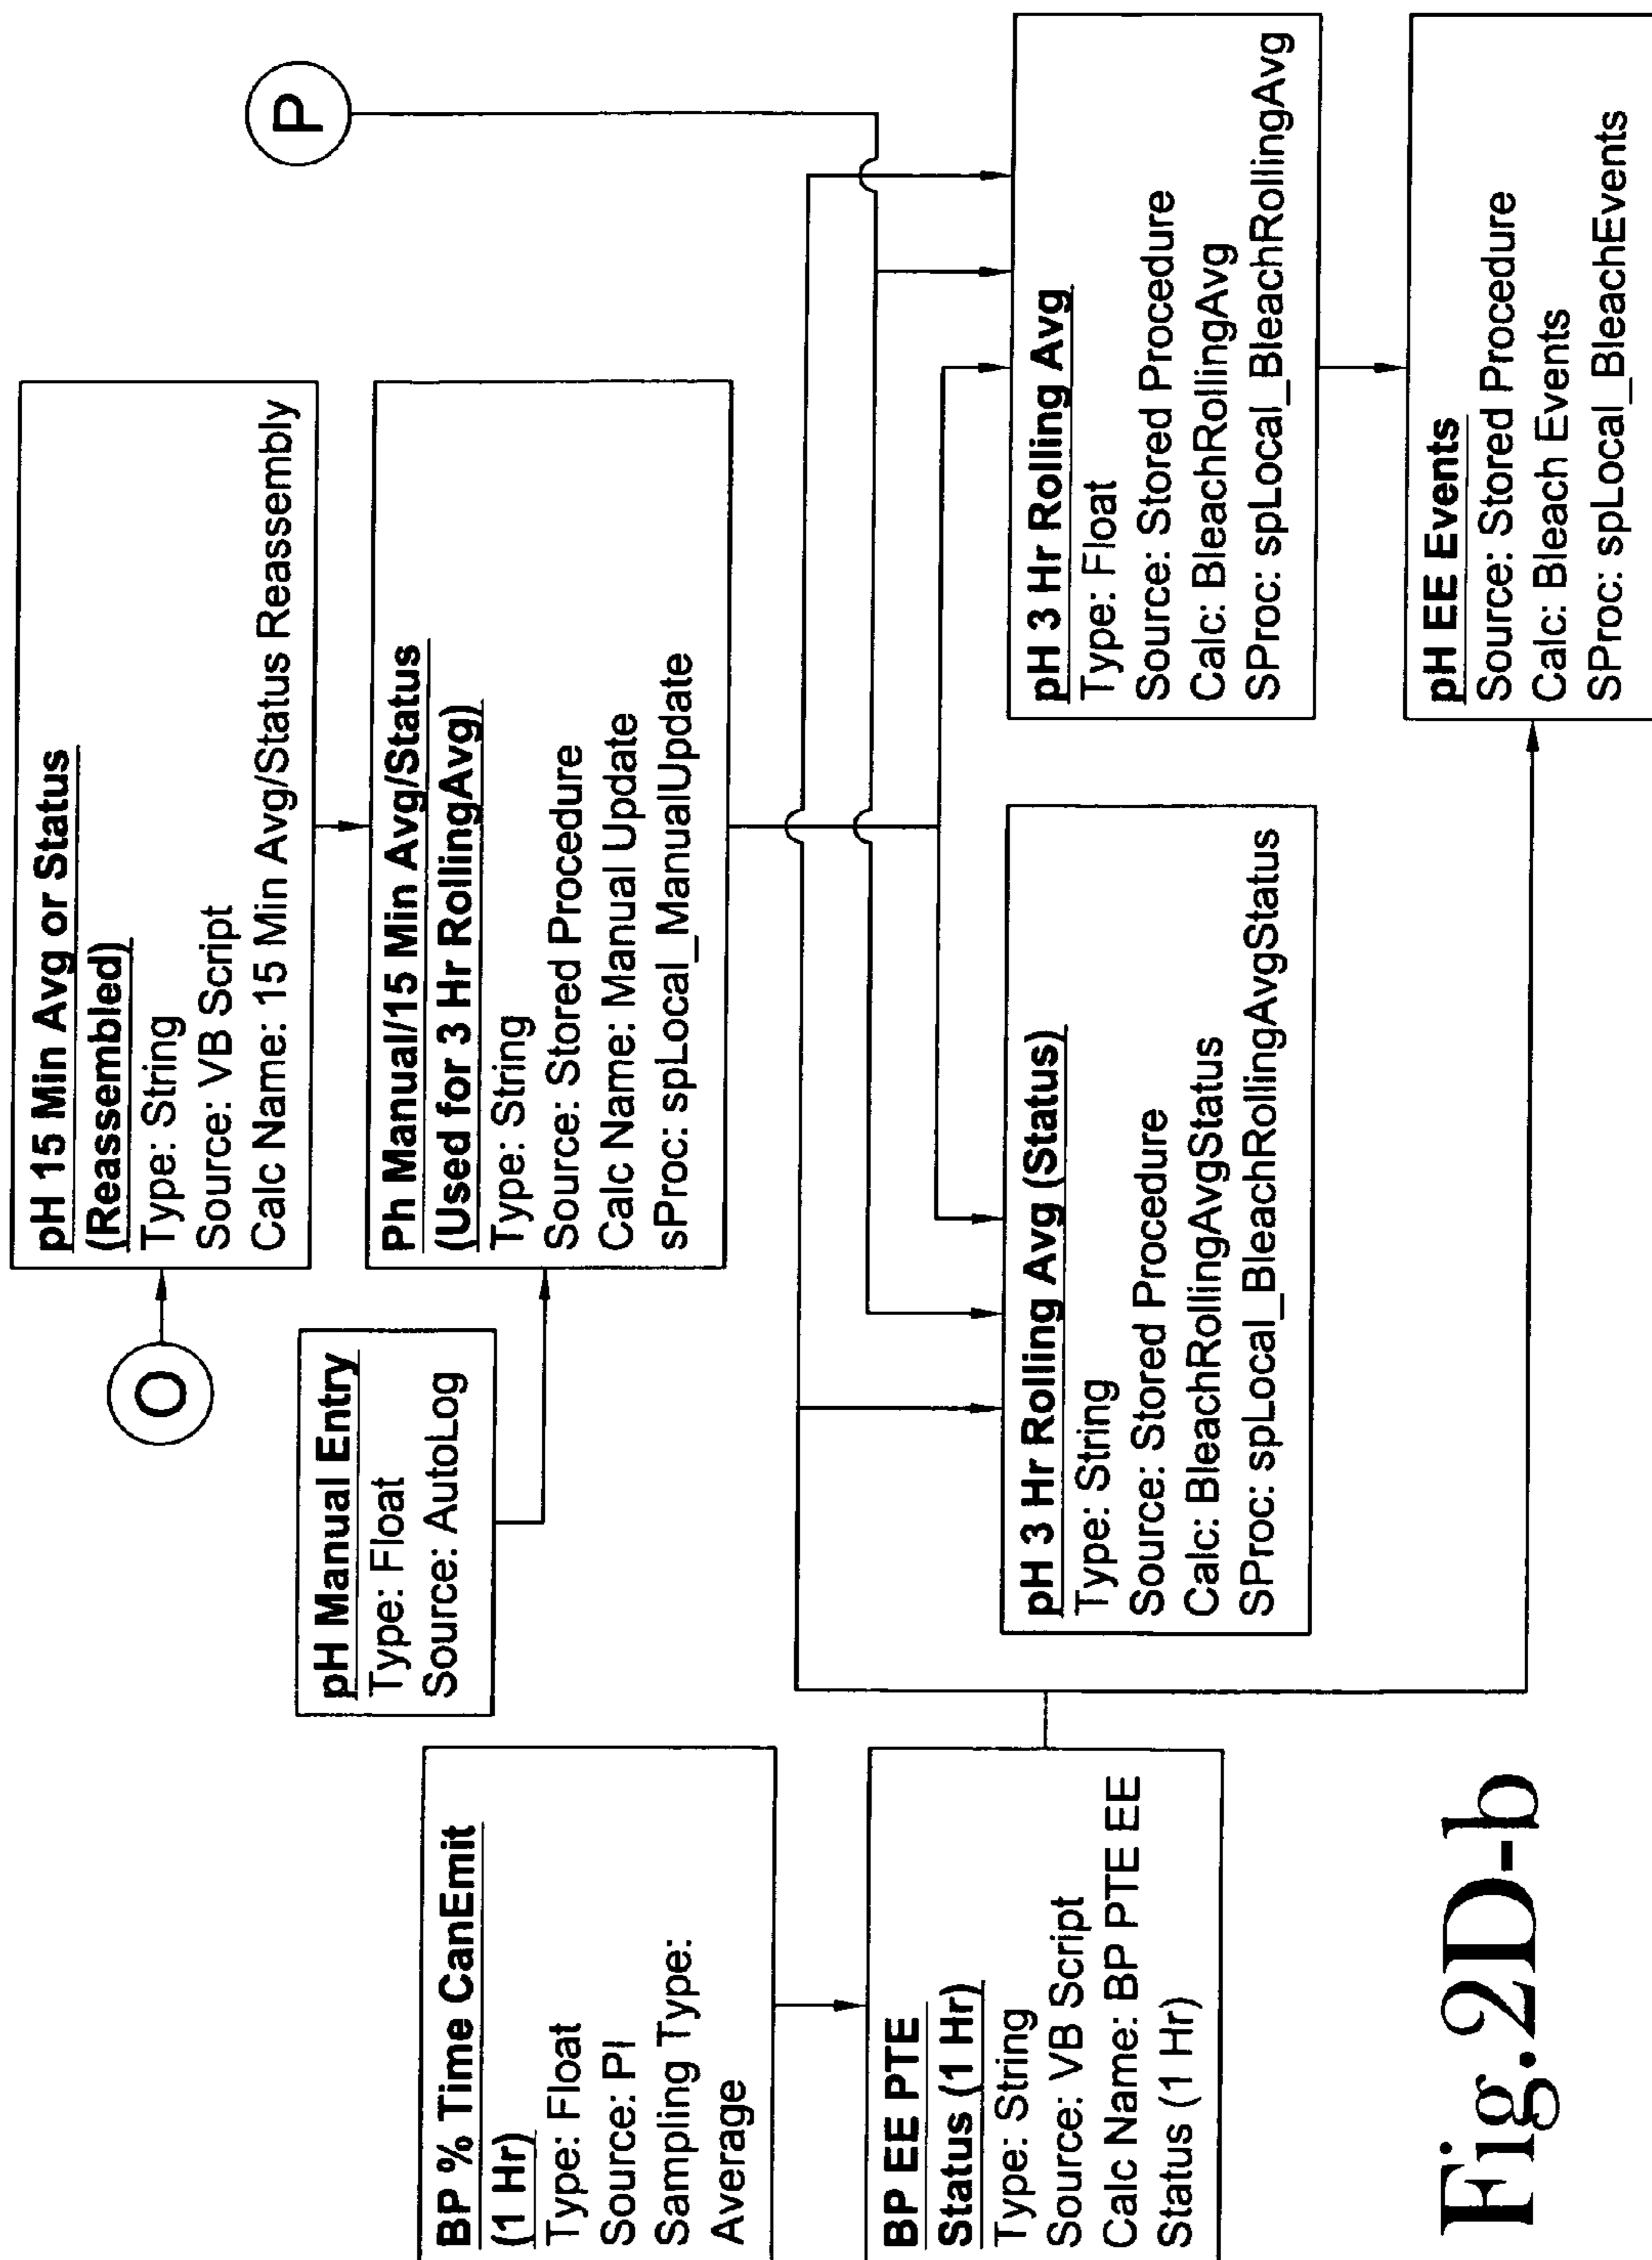 O
pH 15 Min Avg or Status
(Reassembled)
Type: String
Source: VB Script
Calc Name: 15 Min Avg/Status Reassembly
P
pH Manual Entry
Type: Float
Source: AutoLog
Ph Manual/15 Min Avg/Status
(Used for 3 Hr RollingAvg)
Type: String
Source: Stored Procedure
Calc Name: Manual Update
sProc: spLocal_ManualUpdate
BP % Time CanEmit
(1 Hr)
Type: Float
Source: PI
Sampling Type:
Average
BP EE PTE
Status (1 Hr)
Type: String
Source: VB Script
Calc Name: BP PTE EE
Status (1 Hr)
pH 3 Hr Rolling Avg (Status)
Type: String
Source: Stored Procedure
Calc: BleachRollingAvgStatus
SProc: spLocal_BleachRollingAvgStatus
pH 3 Hr Rolling Avg
Type: Float
Source: Stored Procedure
Calc: BleachRollingAvg
SProc: spLocal_BleachRollingAvg
pH EE Events
Source: Stored Procedure
Calc: Bleach Events
SProc: spLocal_BleachEvents
Fig.2D-b